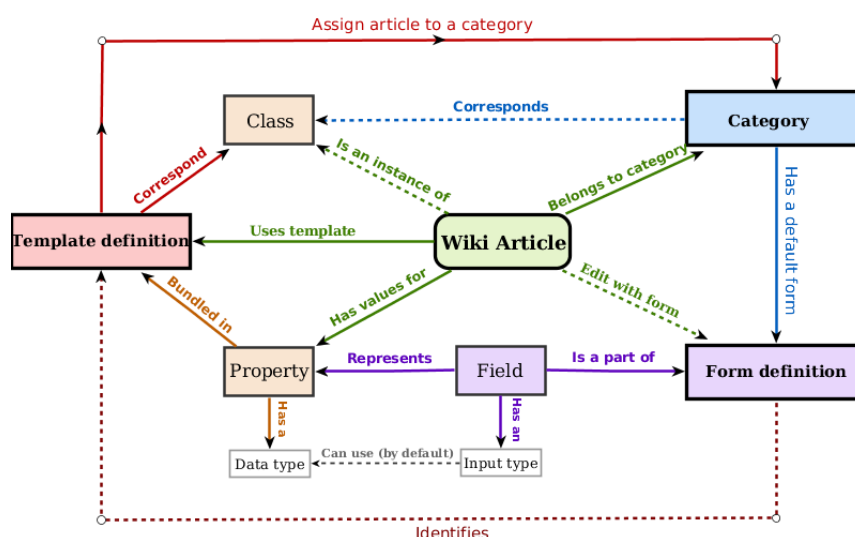 Assign article to a category
Class
Corresponds
Category
Correspond
Is an instance of
Belongs to category
Template definition
Uses template
Wiki Article
Has a default form
Bundled in
Has values for
Edit with form
Property
Represents
Field
Is a part of
Form definition
Has a
Has an
Data type
Can use (by default)
Input type
Identifies